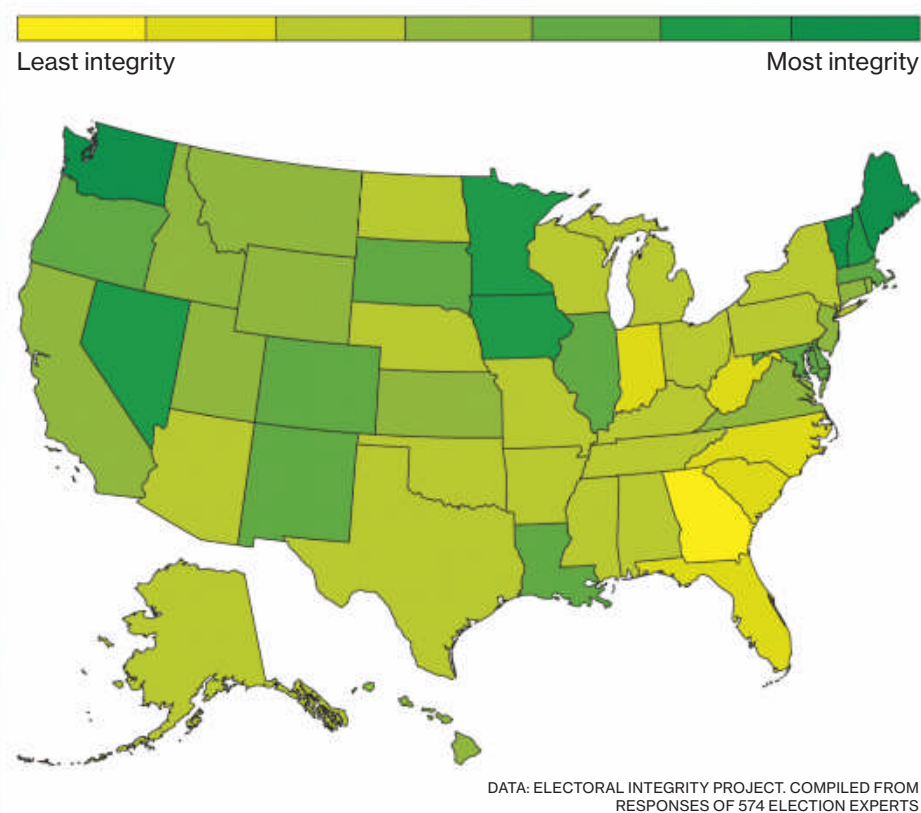 Least integrity
Most integrity
DATA: ELECTORAL INTEGRITY PROJECT. COMPILED FROM
RESPONSES OF 574 ELECTION EXPERTS